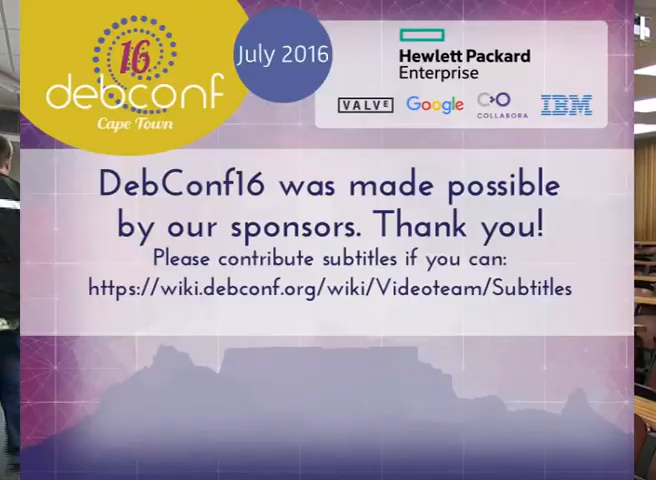 16
debconf
Cape Town
July 2016
Hewlett Packard
Enterprise
VALVE
Google
COLLABORA
IBM
DebConf16 was made possible
by our sponsors. Thank you!
Please contribute subtitles if you can:
https://wiki.debconf.org/wiki/Videoteam/Subtitles